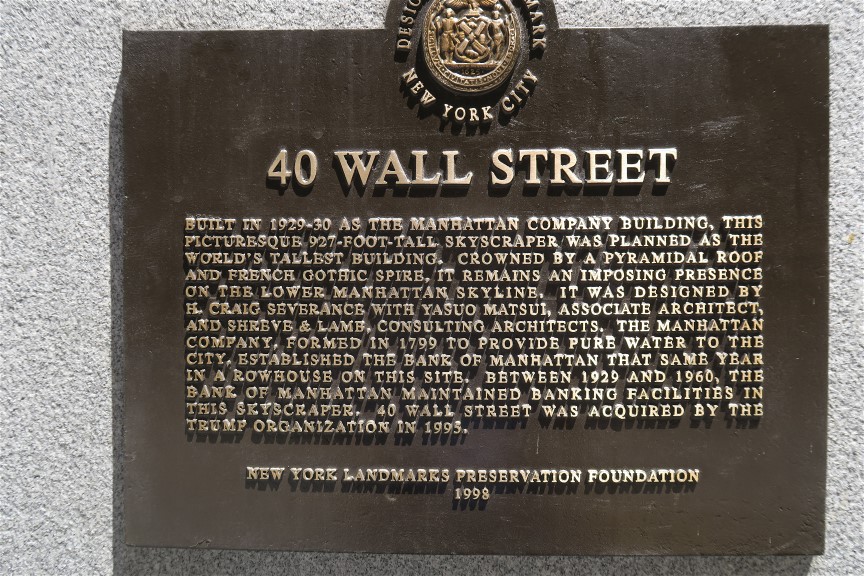 DESIG MARK
NEW YORK CITY
40 WALL STREET
BUILT IN 1929-30 AS THE MANHATTAN COMPANY BUILDING, THIS
PICTURESQUE 927-FOOT-TALL SKYSCRAPER WAS PLANNED AS THE
WORLD'S TALLEST BUILDING. CROWNED BY A PYRAMIDAL ROOF
AND FRENCH GOTHIC SPIRE, IT REMAINS AN IMPOSING PRESENCE
ON THE LOWER MANHATTAN SKYLINE. IT WAS DESIGNED BY
H. CRAIG SEVERANCE WITH YASUO MATSUI, ASSOCIATE ARCHITECT,
AND SHREVE & LAMB, CONSULTING ARCHITECTS. THE MANHATTAN
COMPANY, FORMED IN 1799 TO PROVIDE PURE WATER TO THE
CITY, ESTABLISHED THE BANK OF MANHATTAN THAT SAME YEAR
IN A ROWHOUSE ON THIS SITE. BETWEEN 1929 AND 1960, THE
BANK OF MANHATTAN MAINTAINED BANKING FACILITIES IN
THIS SKYSCRAPER. 40 WALL STREET WAS ACQUIRED BY THE
TRUMP ORGANIZATION IN 1995.
NEW YORK LANDMARKS PRESERVATION FOUNDATION
1998